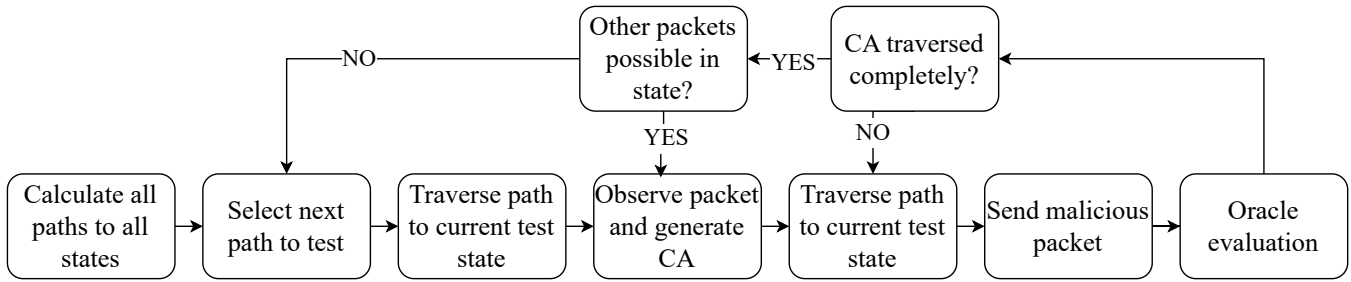 Other packets
possible in
state?
CA traversed
completely?
NO
YES
YES
NO
Calculate all
paths to all
states
Select next
path to test
Traverse path
to current test
state
Observe packet
and generate
CA
Traverse path
to current test
state
Send malicious
packet
Oracle
evaluation